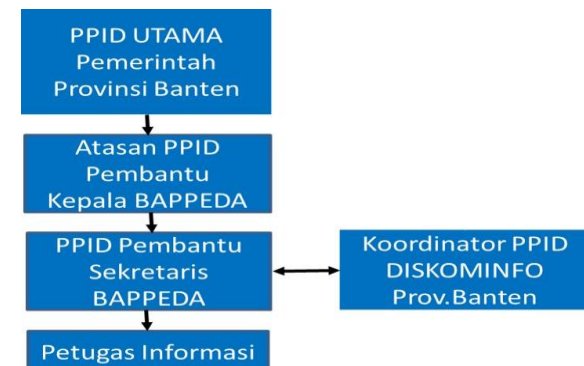 PPID UTAMA
Pemerintah
Provinsi Banten
Atasan PPID
Pembantu
Kepala BAPPEDA
PPID Pembantu
Sekretaris
BAPPEDA
Koordinator PPID
DISKOMINFO
Prov.Banten
Petugas Informasi